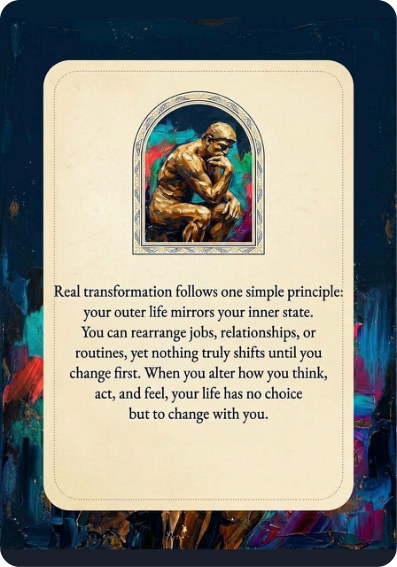 Real transformation follows one simple principle:
your outer life mirrors your inner state.
You can rearrange jobs, relationships, or
routines, yet nothing truly shifts until you
change first. When you alter how you think,
act, and feel, your life has no choice
but to change with you.